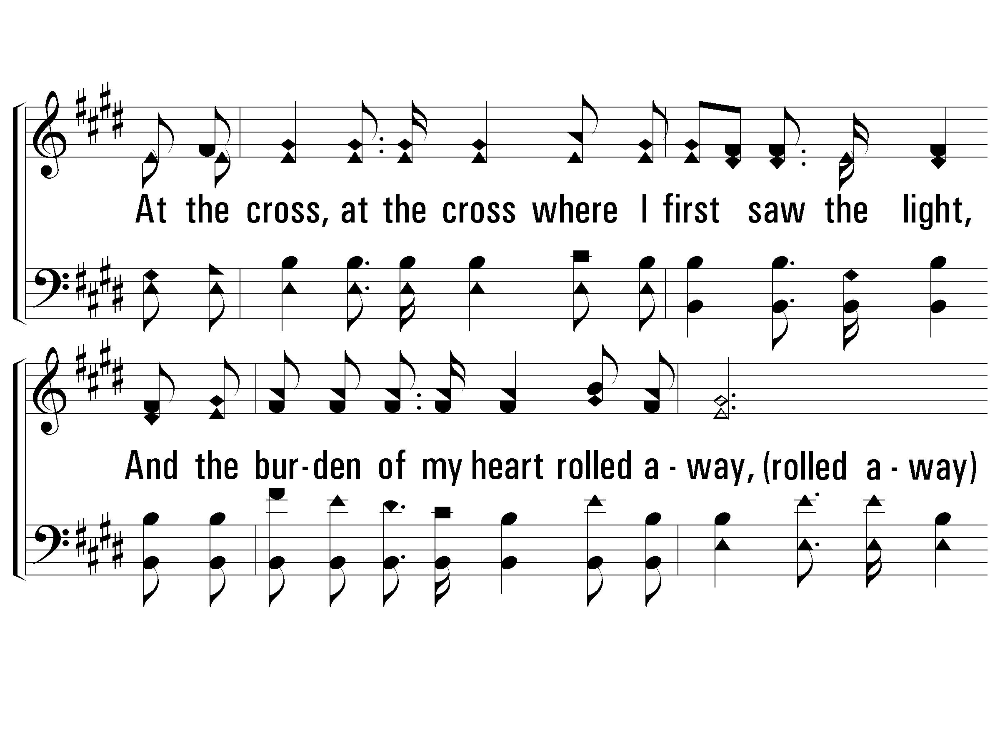 At the cross, at the cross where I first saw the light,
And the bur-den of my heart rolled a - way, (rolled a - way)